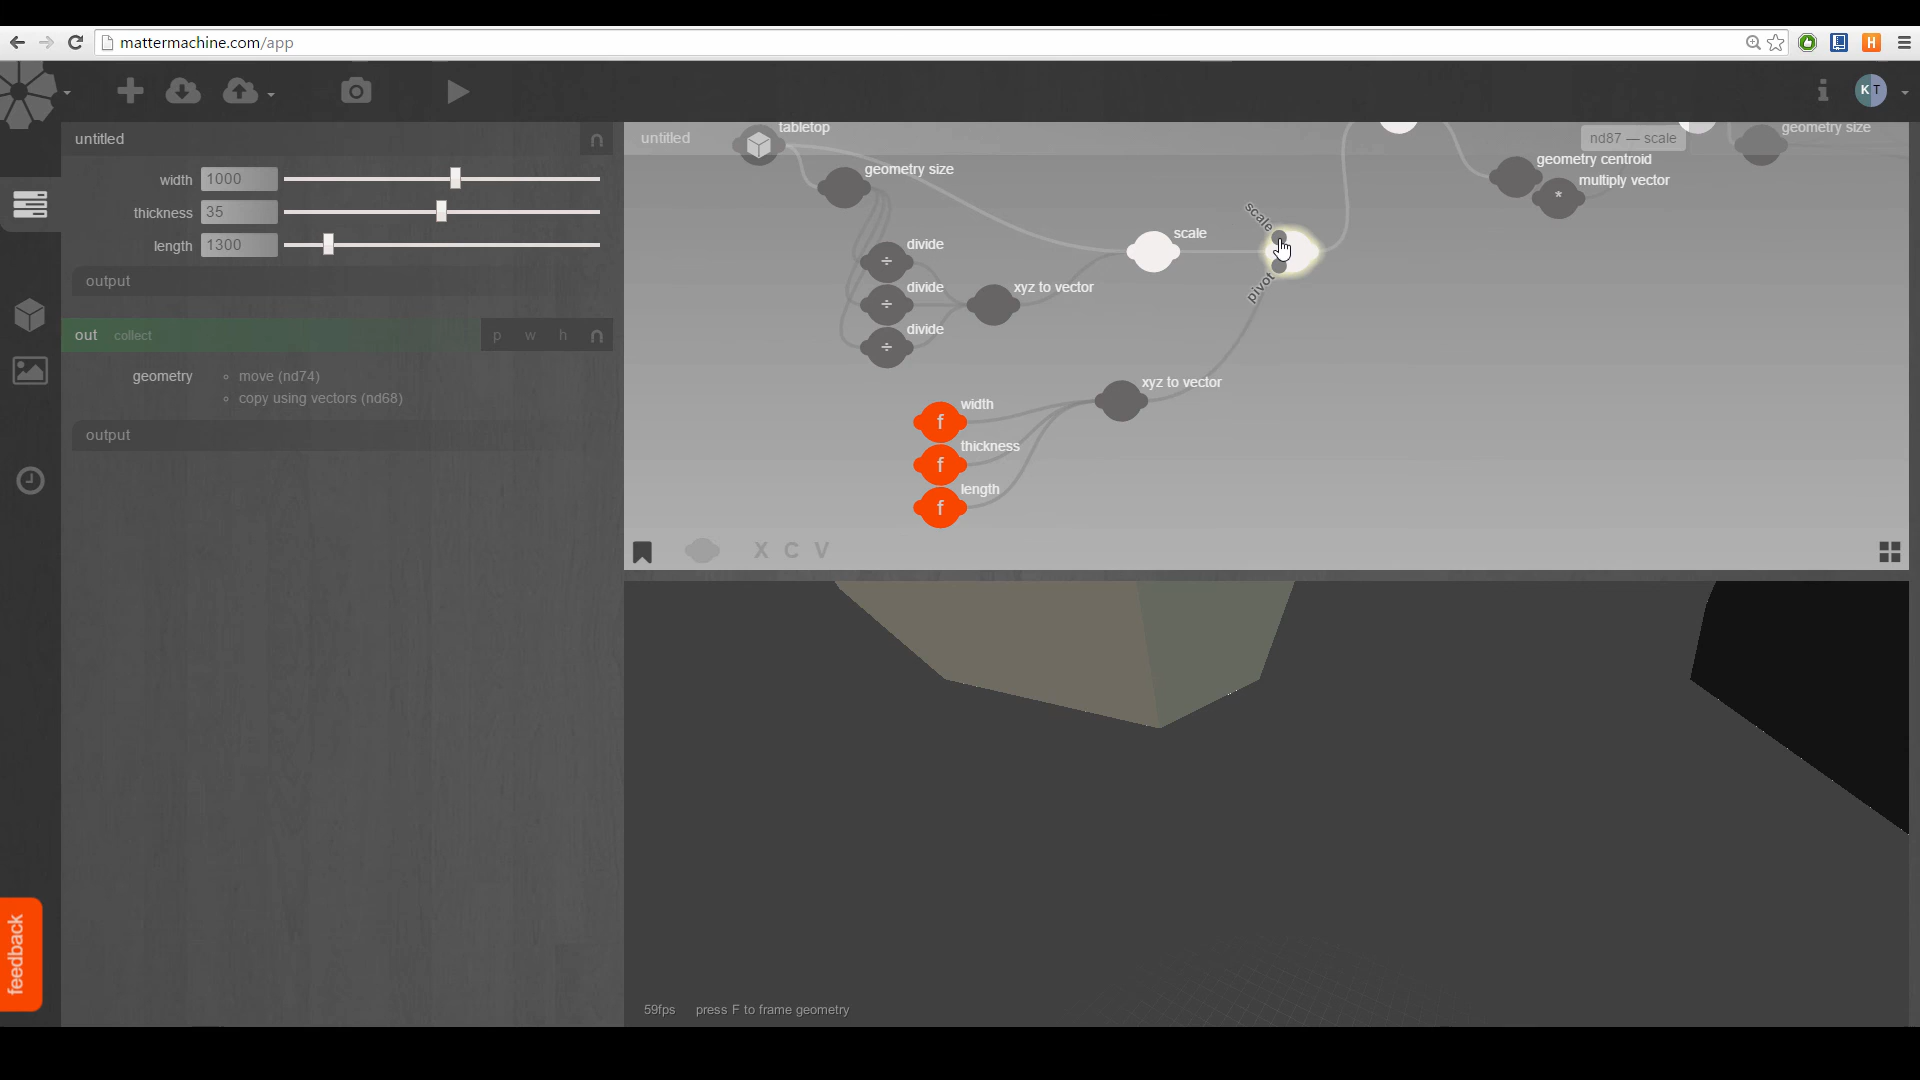 mattermachine.com/app
K T
untitled
width 1000
thickness 35
length 1300
output
out collect p w h
geometry
move (nd74)
copy using vectors (nd68)
output
feedback
untitled
tabletop
nd87 — scale
geometry size
geometry centroid
geometry size
multiply vector
*
scale
scale
divide
÷
divide
÷
xyz to vector
pivot
divide
÷
xyz to vector
width
f
thickness
f
length
f
X C V
59fps press F to frame geometry
H